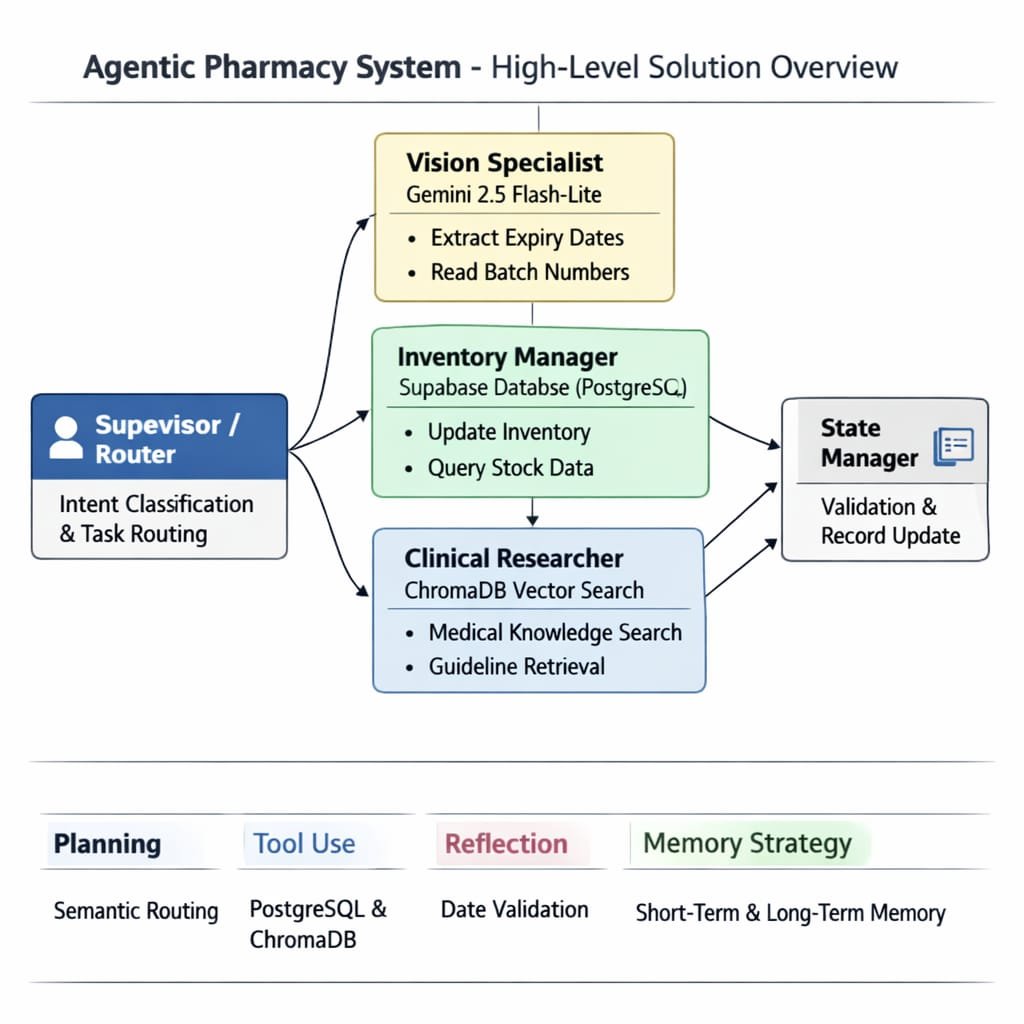 Agentic Pharmacy System - High-Level Solution Overview
Vision Specialist
Gemini 2.5 Flash-Lite
• Extract Expiry Dates
• Read Batch Numbers
Inventory Manager
Supabase Databse (PostgreSQL)
• Update Inventory
• Query Stock Data
Supevisor /
Router
Intent Classification
& Task Routing
State
Manager
Validation &
Record Update
Clinical Researcher
ChromaDB Vector Search
• Medical Knowledge Search
• Guideline Retrieval
Planning
Tool Use
Reflection
Memory Strategy
Semantic Routing
PostgreSQL &
ChromaDB
Date Validation
Short-Term & Long-Term Memory